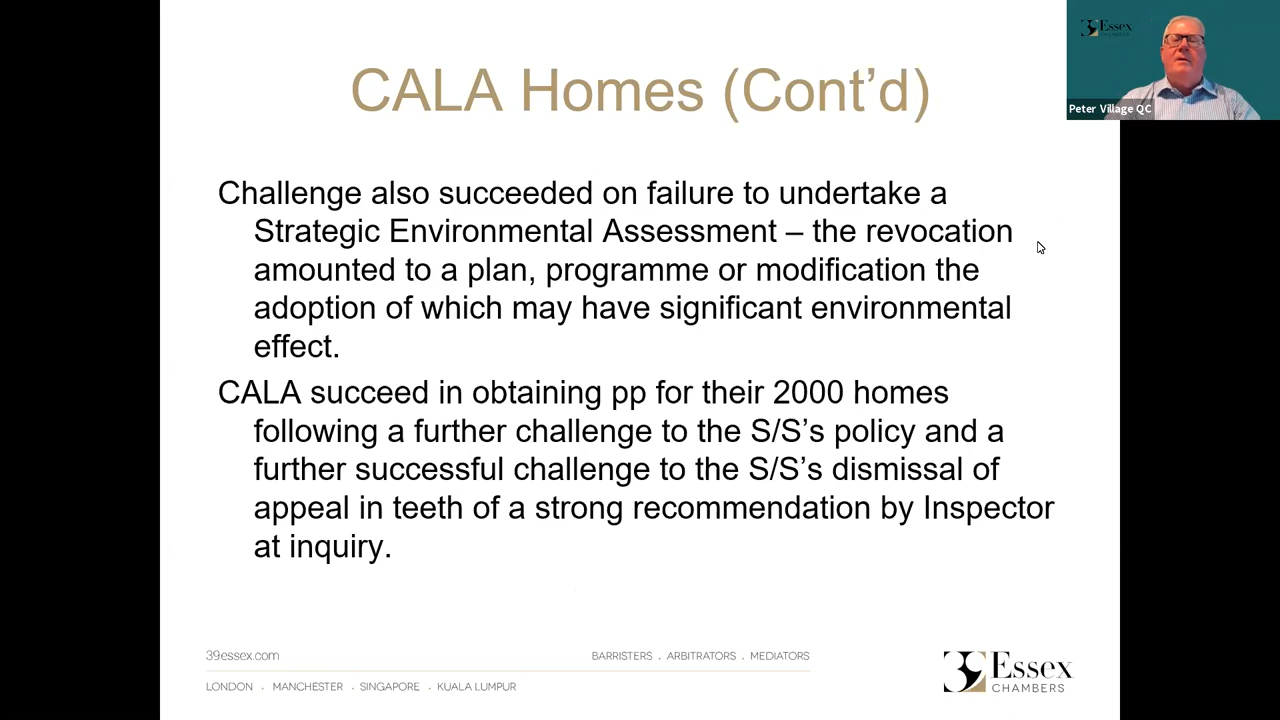 CALA Homes (Cont’d)
39 Essex
CHAMBERS
Peter Village QC
Challenge also succeeded on failure to undertake a
Strategic Environmental Assessment – the revocation
amounted to a plan, programme or modification the
adoption of which may have significant environmental
effect.
CALA succeed in obtaining pp for their 2000 homes
following a further challenge to the S/S’s policy and a
further successful challenge to the S/S’s dismissal of
appeal in teeth of a strong recommendation by Inspector
at inquiry.
39essex.com
BARRISTERS . ARBITRATORS . MEDIATORS
LONDON . MANCHESTER . SINGAPORE . KUALA LUMPUR
39 Essex
CHAMBERS